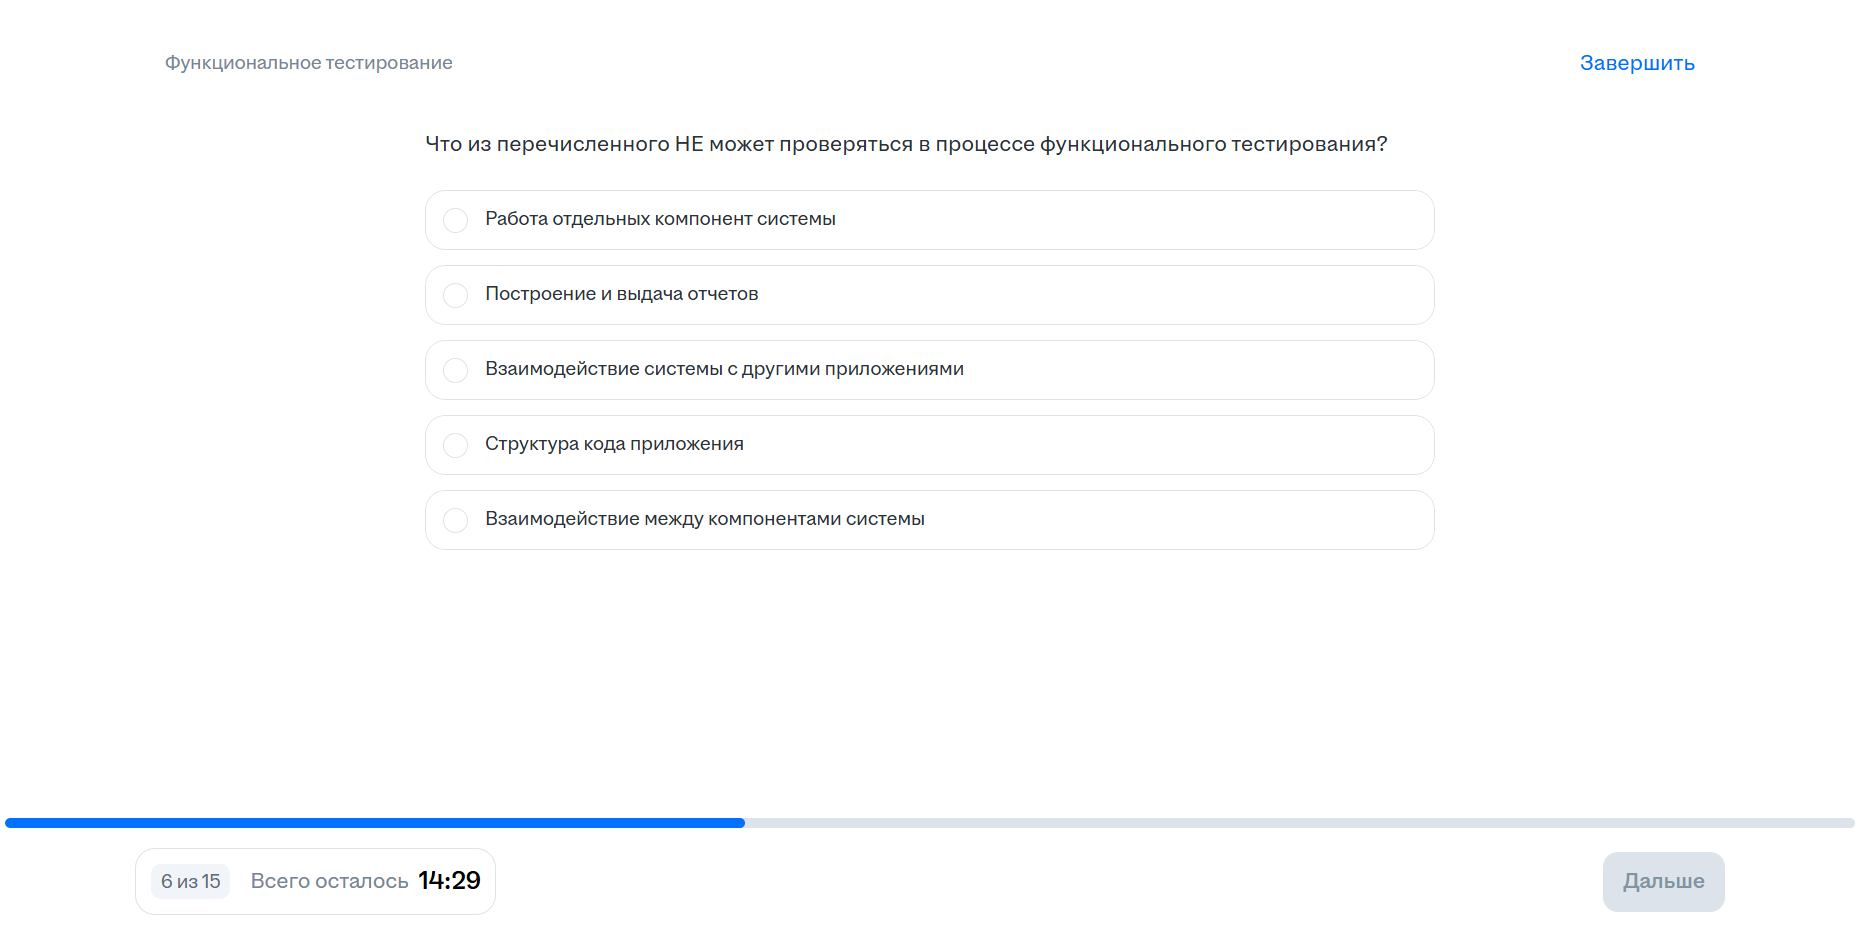 Функциональное тестирование
Завершить
Что из перечисленного НЕ может проверяться в процессе функционального тестирования?
Работа отдельных компонент системы
Построение и выдача отчетов
Взаимодействие системы с другими приложениями
Структура кода приложения
Взаимодействие между компонентами системы
6 из 15
Всего осталось 14:29
Дальше